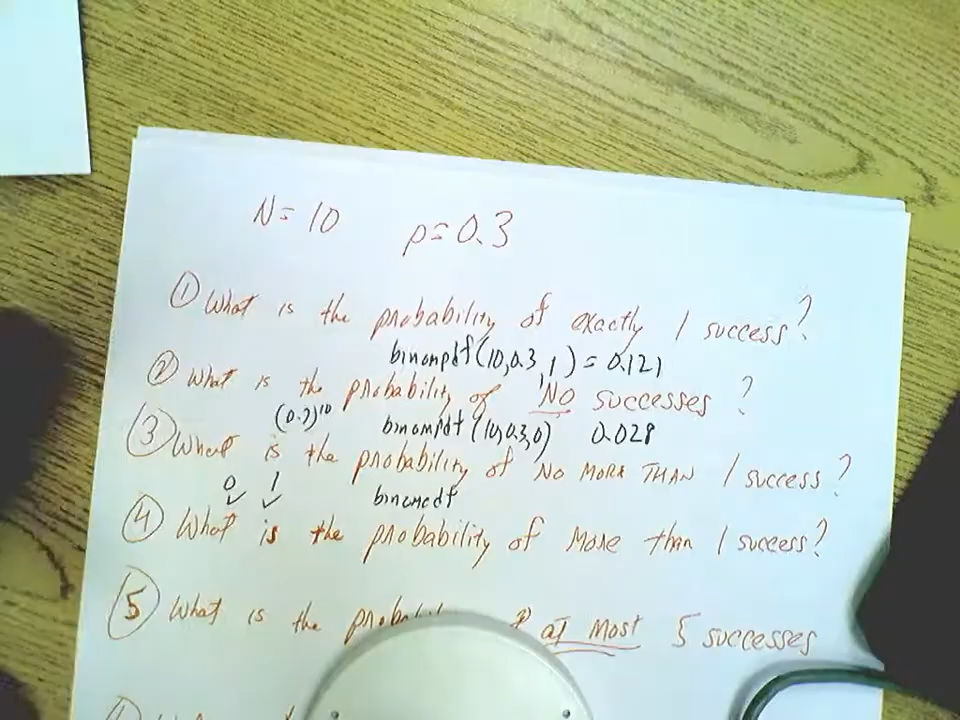 N = 10 p = 0.3
① What is the probability of exactly 1 success?
binompdf(10,0.3,1) = 0.121
② What is the probability of NO successes?
(0.7)¹⁰ binompdf(10,0.3,0) 0.028
③ What is the probability of NO MORE THAN 1 success?
0 1 binomcdf
④ What is the probability of More than 1 success?
⑤ What is the at Most 5 successes